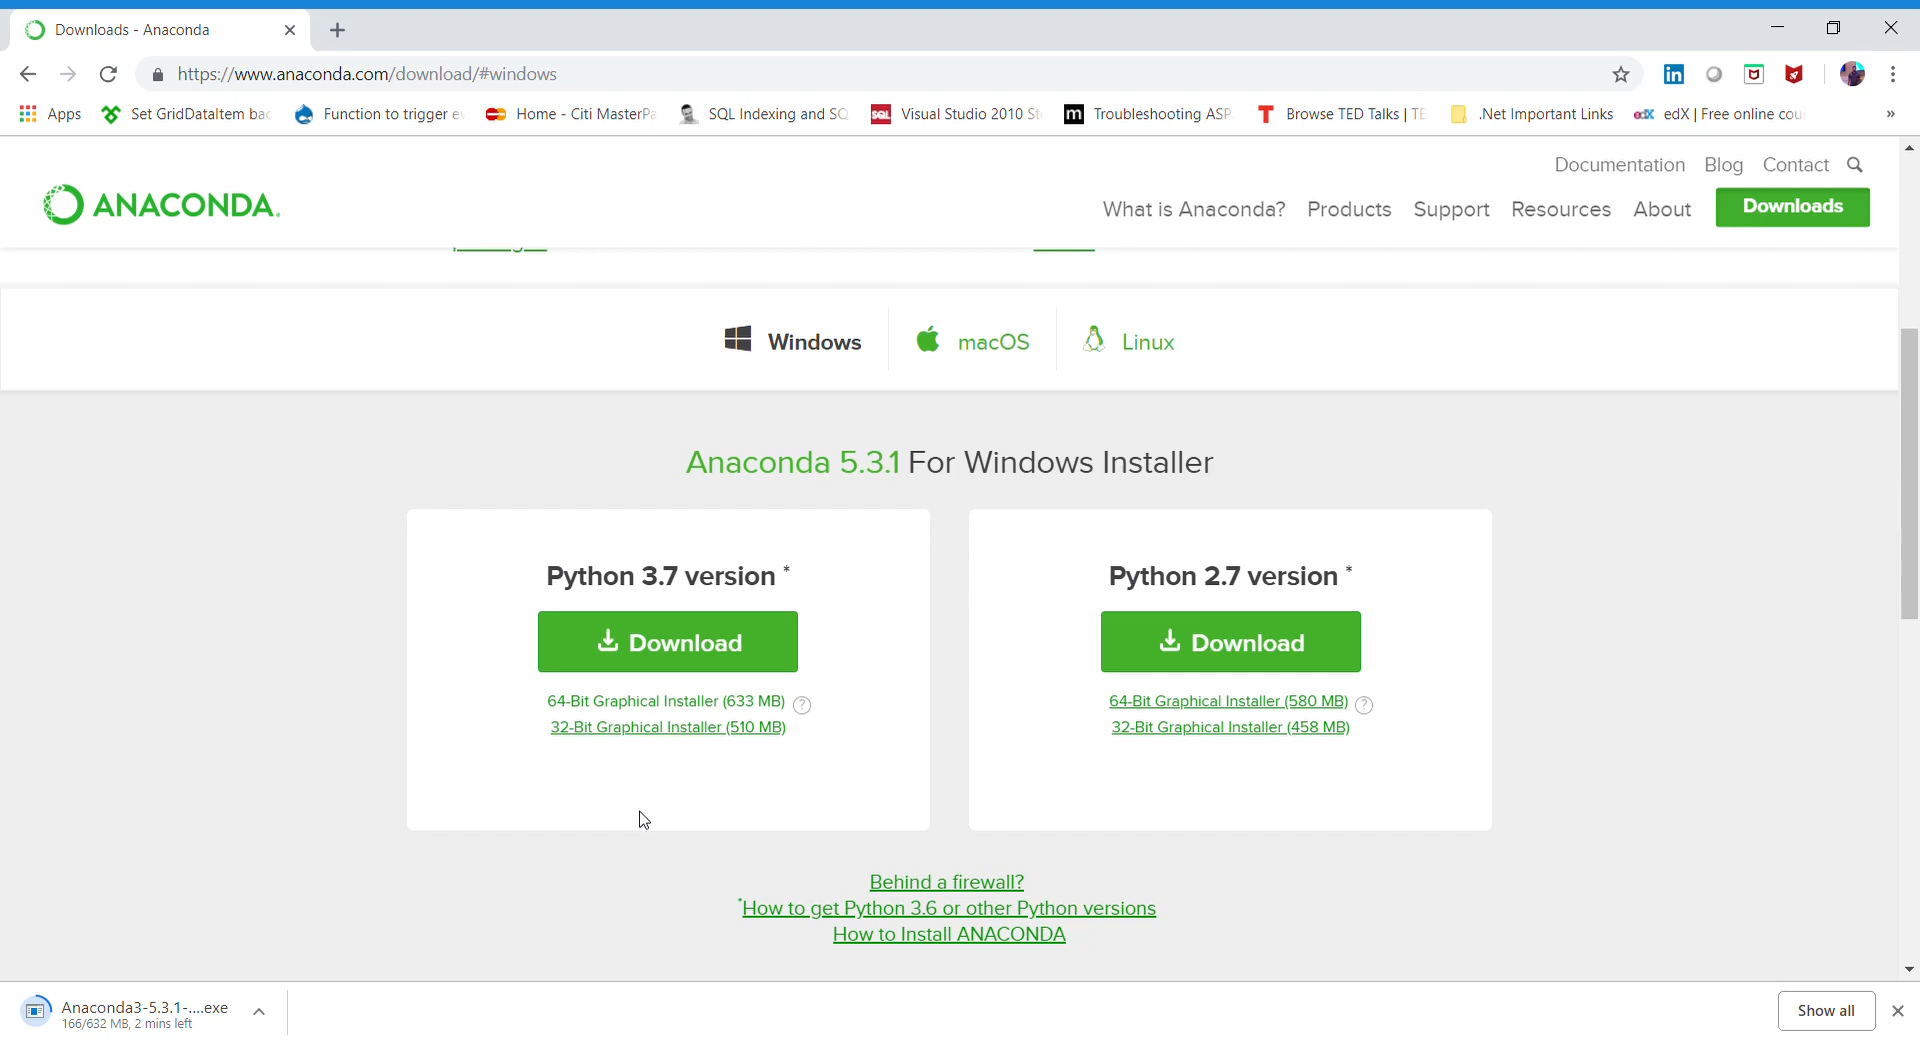 Downloads - Anaconda
https://www.anaconda.com/download/#windows
Apps
Set GridDataItem bac
Function to trigger ev
Home - Citi MasterPa
SQL Indexing and SQ
SQL
Visual Studio 2010 St
m
Troubleshooting ASP.
T
Browse TED Talks | TE
.Net Important Links
edX
edX | Free online cou
»
in
Documentation
Blog
Contact
ANACONDA.
What is Anaconda?
Products
Support
Resources
About
Downloads
Windows
macOS
Linux
Anaconda 5.3.1 For Windows Installer
Python 3.7 version *
Download
64-Bit Graphical Installer (633 MB) ?
32-Bit Graphical Installer (510 MB)
Python 2.7 version *
Download
64-Bit Graphical Installer (580 MB) ?
32-Bit Graphical Installer (458 MB)
Behind a firewall?
*How to get Python 3.6 or other Python versions
How to Install ANACONDA
Anaconda3-5.3.1-....exe
166/632 MB, 2 mins left
Show all